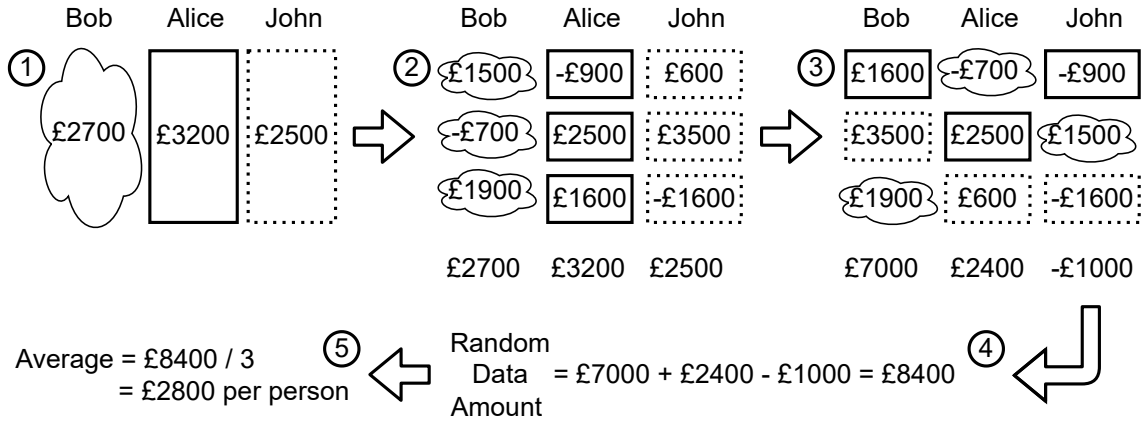 Bob Alice John Bob Alice John Bob Alice John
① £2700 £3200 £2500
② £1500 -£900 £600
-£700 £2500 £3500
£1900 £1600 -£1600
£2700 £3200 £2500
③ £1600 -£700 -£900
£3500 £2500 £1500
£1900 £600 -£1600
£7000 £2400 -£1000
④
Random
Data = £7000 + £2400 - £1000 = £8400
Amount
⑤
Average = £8400 / 3
= £2800 per person